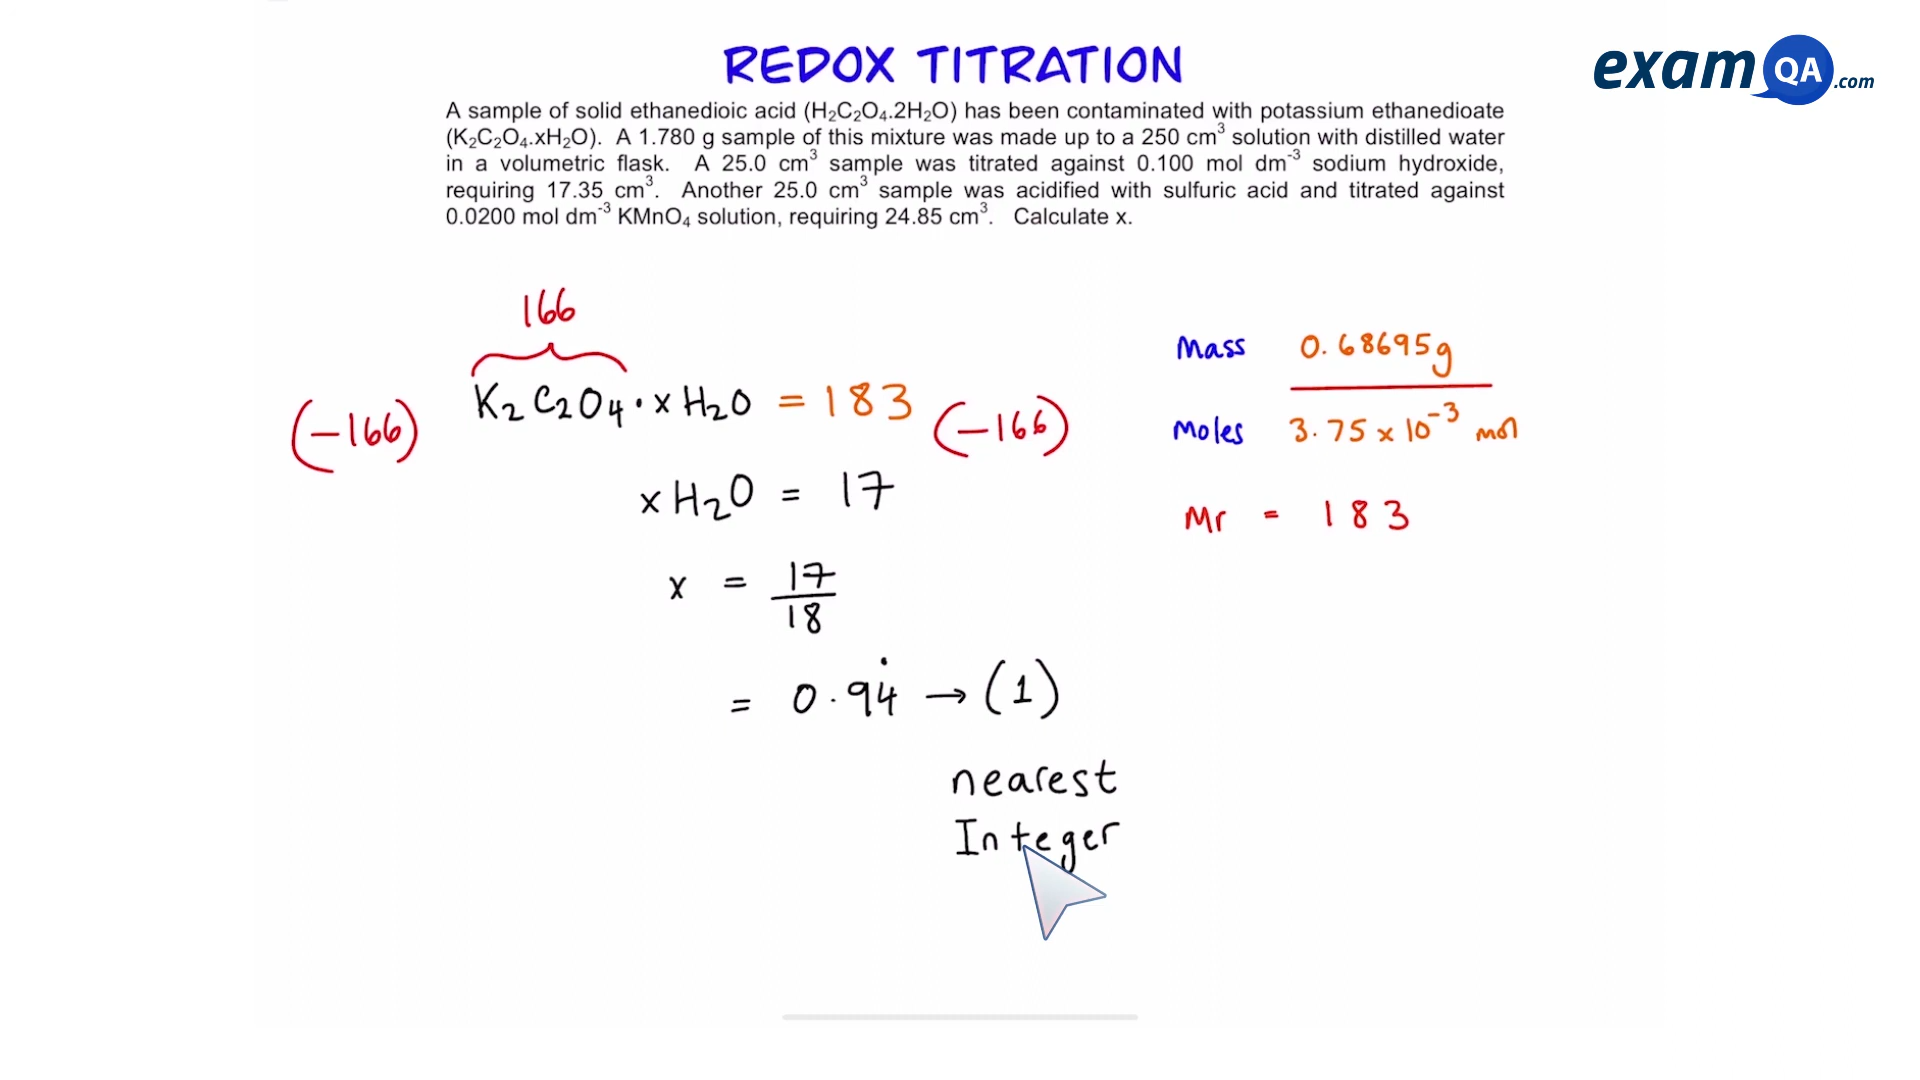 REDOX TITRATION
examQA.com
A sample of solid ethanedioic acid (H₂C₂O₄.2H₂O) has been contaminated with potassium ethanedioate
(K₂C₂O₄.xH₂O). A 1.780 g sample of this mixture was made up to a 250 cm³ solution with distilled water
in a volumetric flask. A 25.0 cm³ sample was titrated against 0.100 mol dm⁻³ sodium hydroxide,
requiring 17.35 cm³. Another 25.0 cm³ sample was acidified with sulfuric acid and titrated against
0.0200 mol dm⁻³ KMnO₄ solution, requiring 24.85 cm³. Calculate x.
166
(-166) K₂C₂O₄·xH₂O = 183 (-166)
xH₂O = 17
x = 17/18
= 0.94̇ → (1)
nearest
Integer
Mass 0.68695g
Moles 3.75 x 10⁻³ mol
Mr = 183